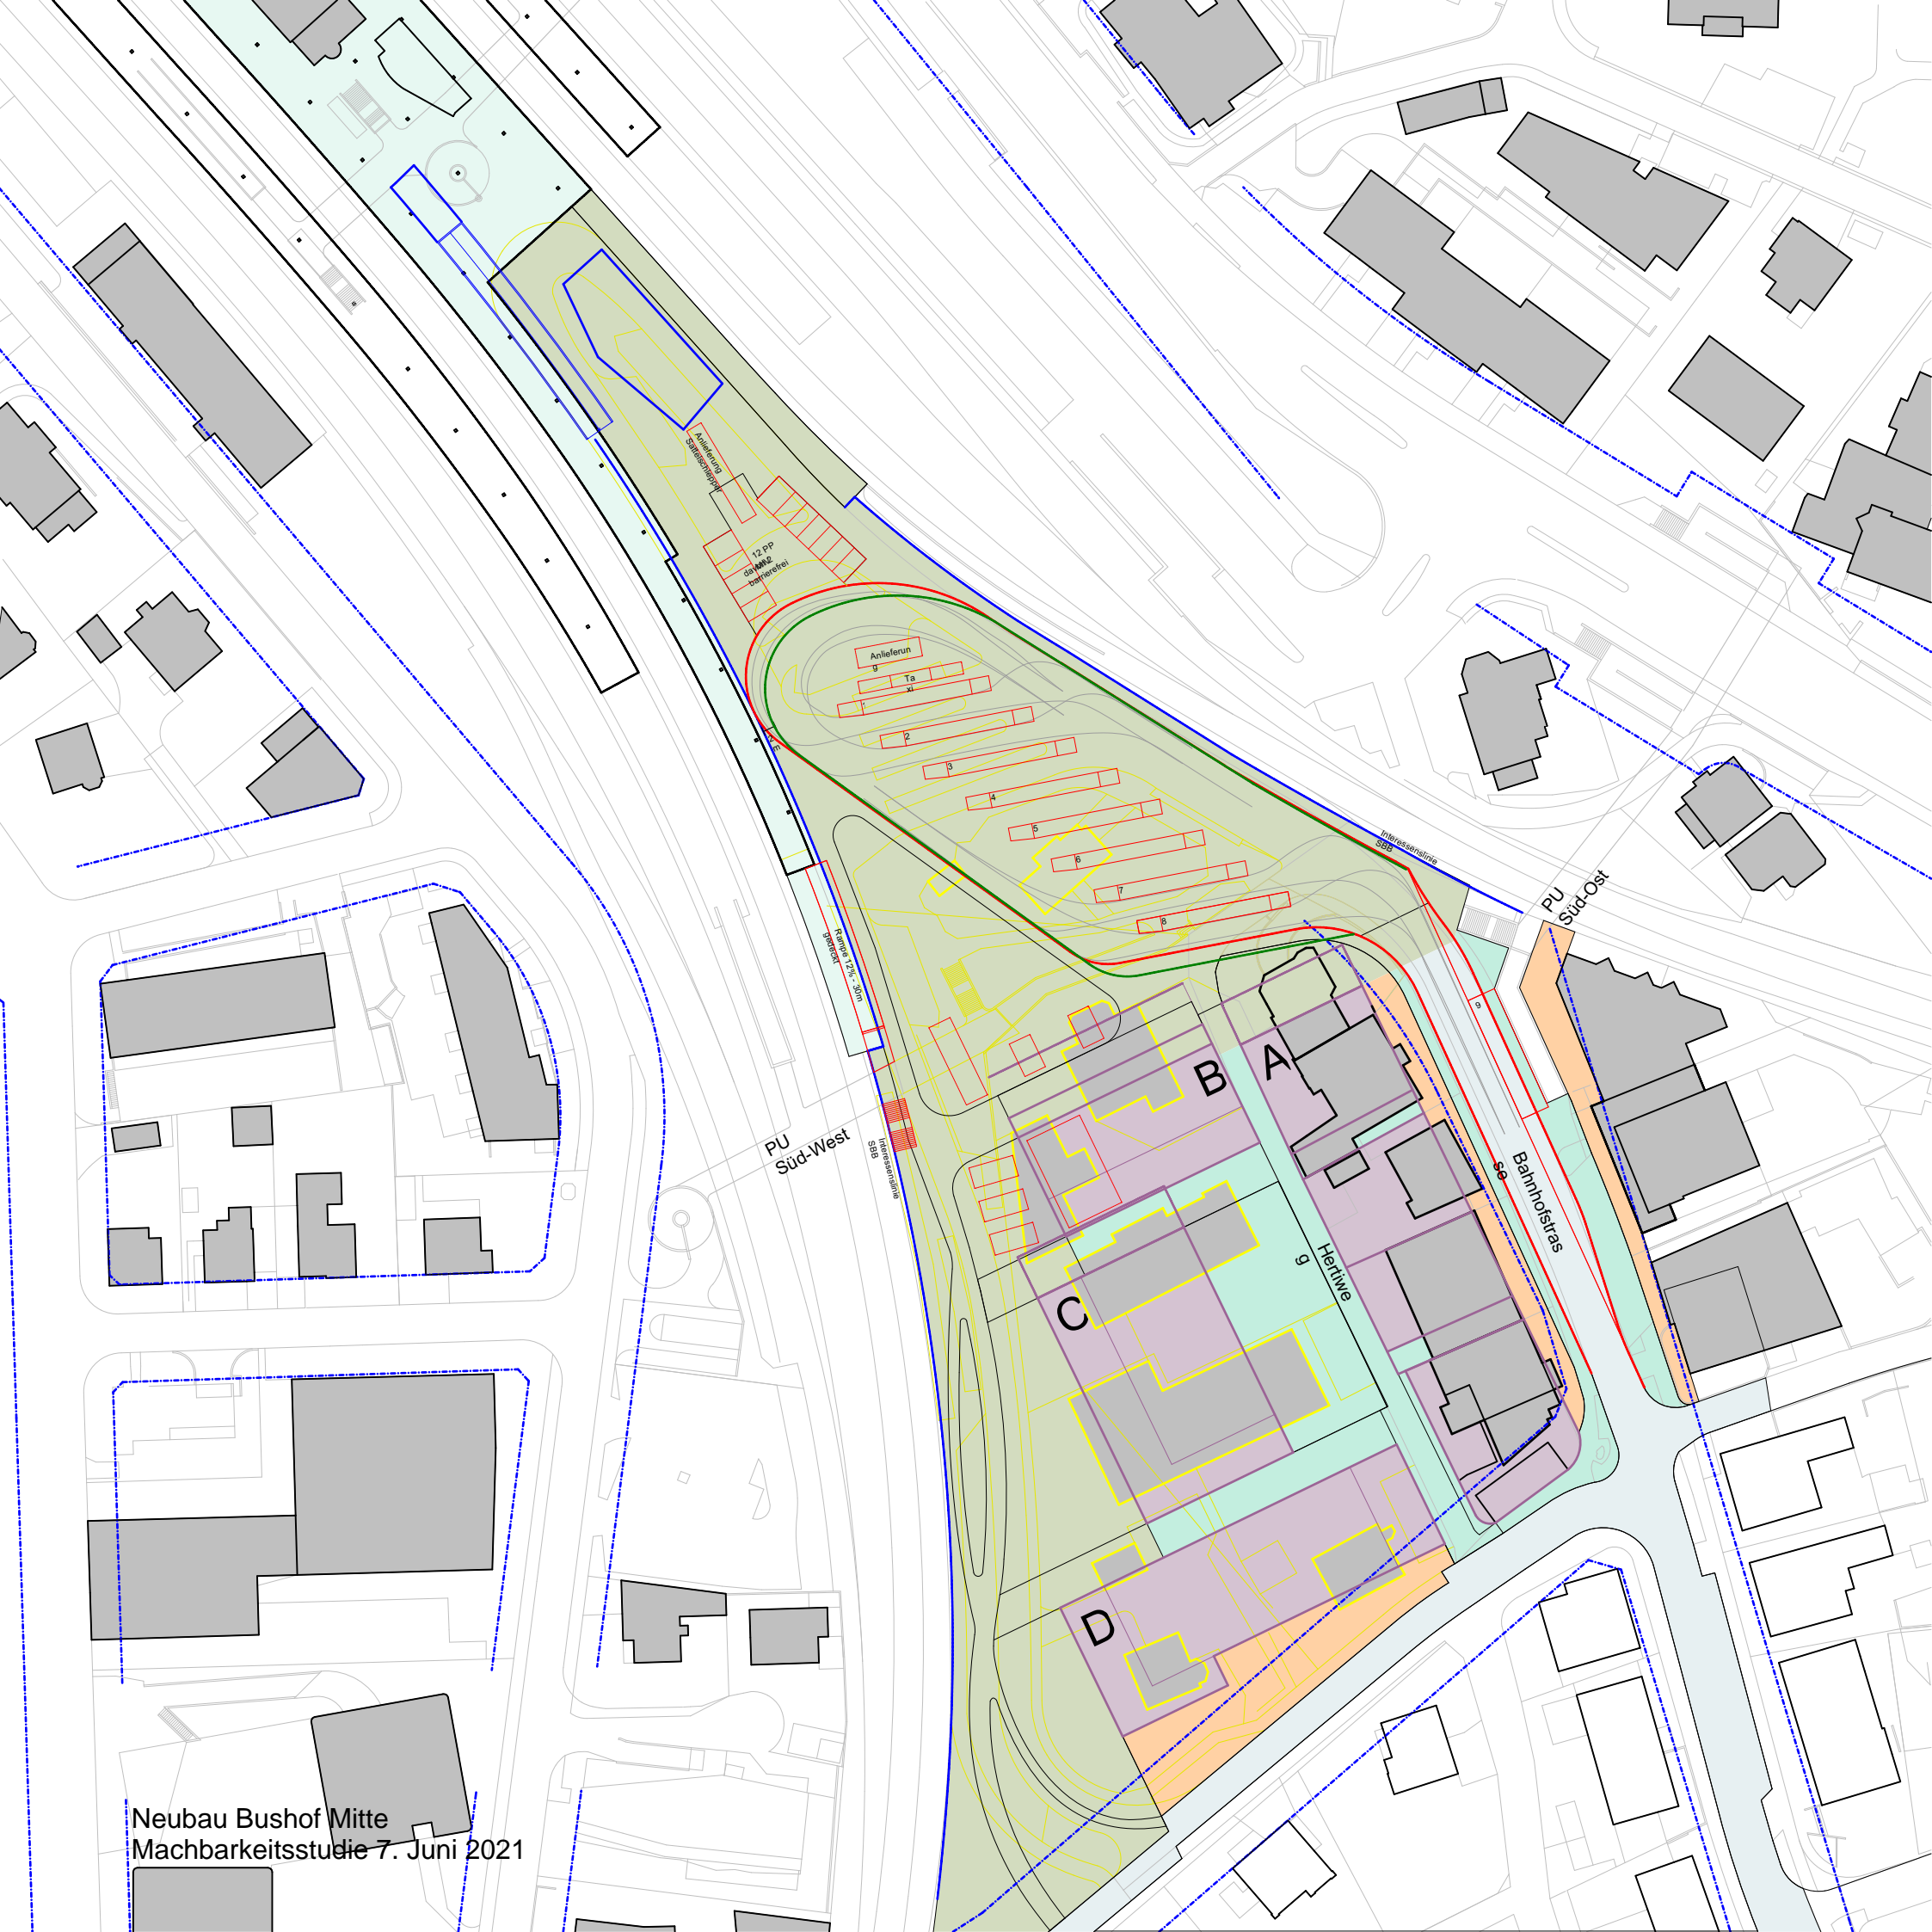 Anlieferung
Sattelschlepper
12 PP
barrierefrei
Anlieferun
g
Ta
xi
1
2
3
4
5
6
7
8
9
Interessenslinie
SBB
PU
Süd-Ost
Rampe 12% - 30m
gedeckt
PU
Süd-West
Interessenslinie
SBB
A
B
C
D
Hertiwe
g
Bahnhofstras
se
Neubau Bushof Mitte
Machbarkeitsstudie 7. Juni 2021